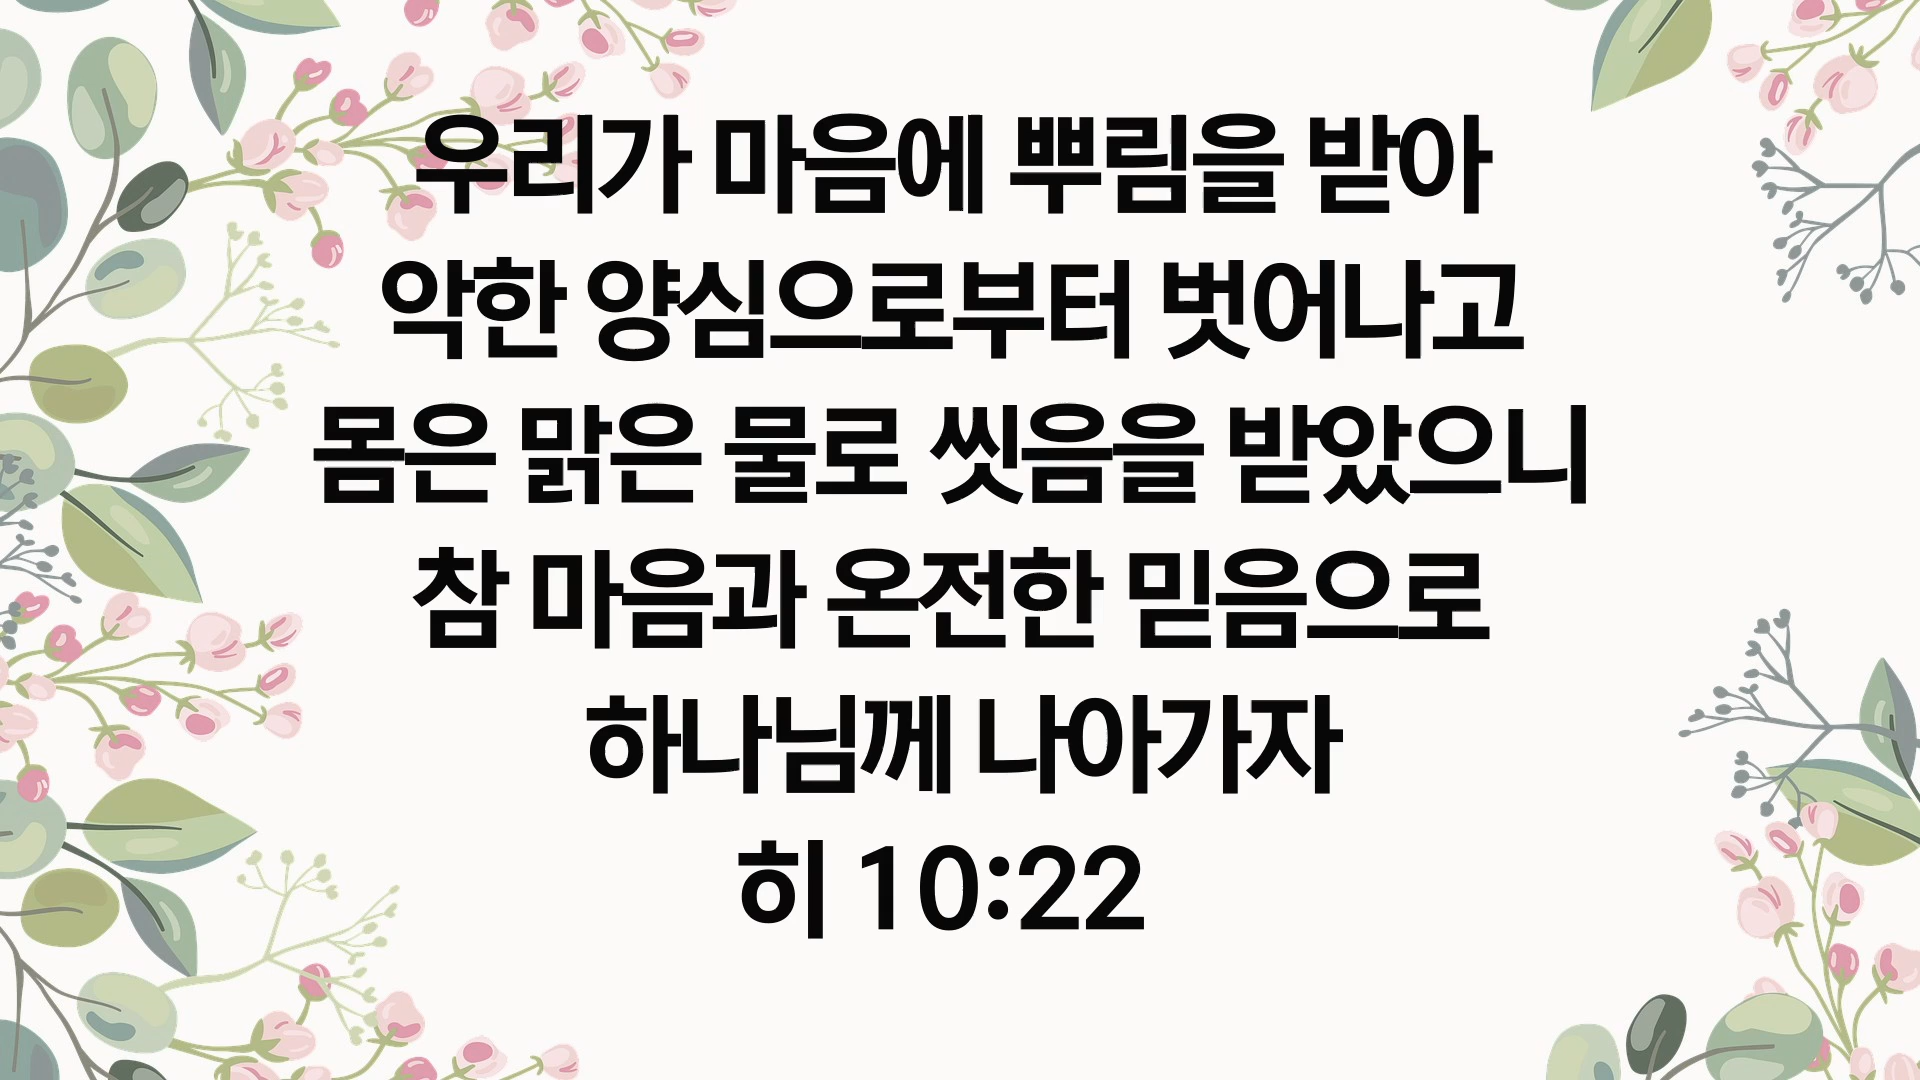 우리가 마음에 뿌림을 받아
악한 양심으로부터 벗어나고
몸은 맑은 물로 씻음을 받았으니
참 마음과 온전한 믿음으로
하나님께 나아가자
히 10:22